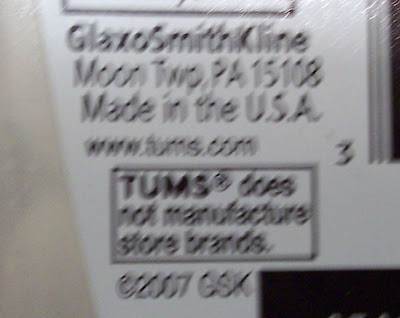 GlaxoSmithKline
Moon Twp, PA 15108
Made in the U.S.A.
www.tums.com
3
TUMS® does
not manufacture
store brands.
©2007 GSK